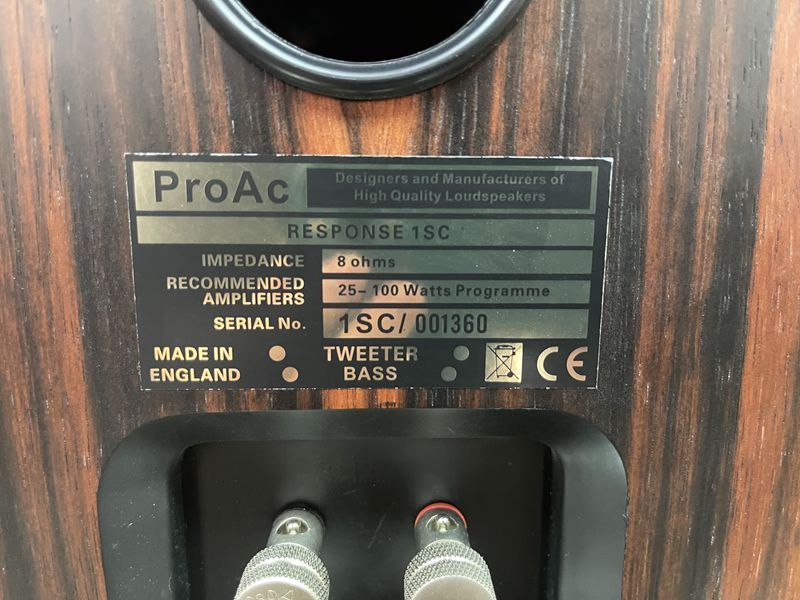 ProAc
Designers and Manufacturers of
High Quality Loudspeakers
RESPONSE 1SC
IMPEDANCE 8 ohms
RECOMMENDED
AMPLIFIERS
25– 100 Watts Programme
SERIAL No. 1SC/ 001360
MADE IN
ENGLAND
TWEETER
BASS
CE